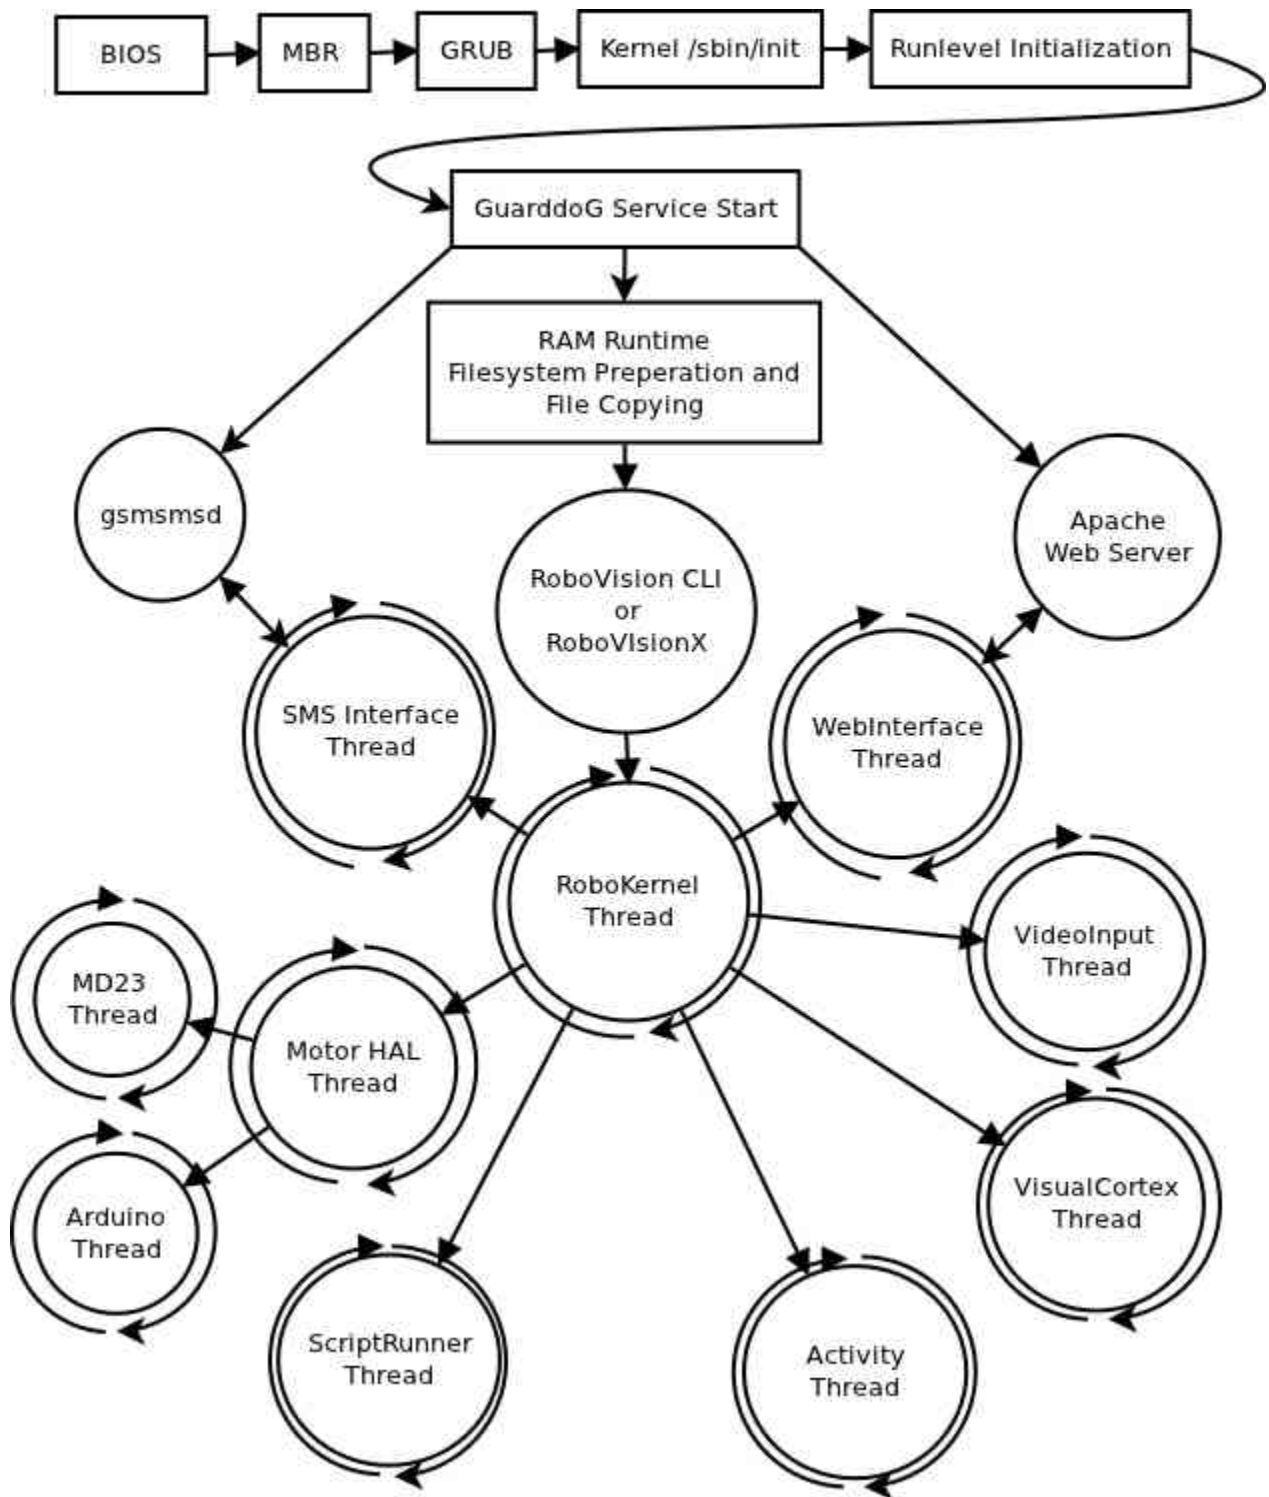 BIOS
MBR
GRUB
Kernel /sbin/init
Runlevel Initialization
GuarddoG Service Start
RAM Runtime
Filesystem Preperation and
File Copying
gsmsmsd
Apache
Web Server
RoboVision CLI
or
RoboVIsionX
SMS Interface
Thread
WebInterface
Thread
RoboKernel
Thread
VideoInput
Thread
MD23
Thread
Motor HAL
Thread
VisualCortex
Thread
Arduino
Thread
ScriptRunner
Thread
Activity
Thread